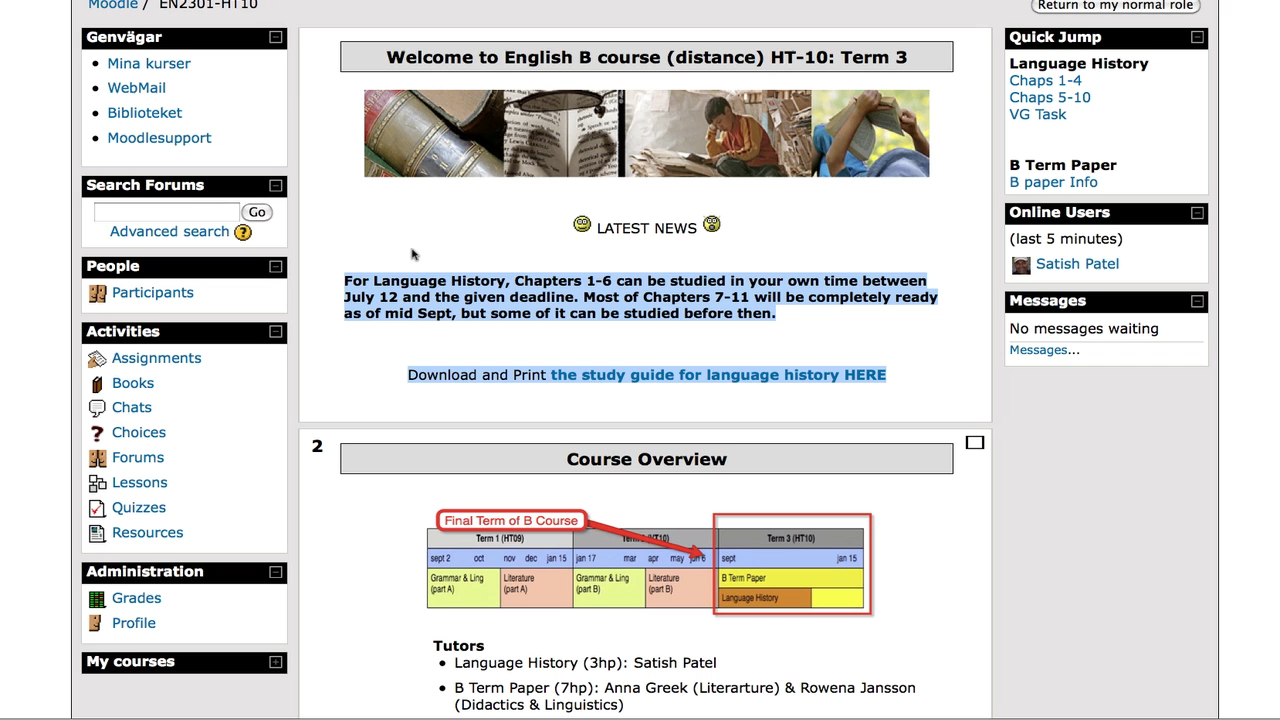 Moodle / EN2301-HT10
Return to my normal role
Genvägar
Mina kurser
WebMail
Biblioteket
Moodlesupport
Search Forums
Go
Advanced search ?
People
Participants
Activities
Assignments
Books
Chats
Choices
Forums
Lessons
Quizzes
Resources
Administration
Grades
Profile
My courses
Welcome to English B course (distance) HT-10: Term 3
LATEST NEWS
For Language History, Chapters 1-6 can be studied in your own time between
July 12 and the given deadline. Most of Chapters 7-11 will be completely ready
as of mid Sept, but some of it can be studied before then.
Download and Print the study guide for language history HERE
2
Course Overview
Final Term of B Course
Term 1 (HT09)
Term 3 (HT10)
sept 2 oct nov dec jan 15 jan 17 mar apr may jun 6 sept jan 15
Grammar & Ling
(part A)
Literature
(part A)
Grammar & Ling
(part B)
Literature
(part B)
B Term Paper
Language History
Tutors
Language History (3hp): Satish Patel
B Term Paper (7hp): Anna Greek (Literarture) & Rowena Jansson
(Didactics & Linguistics)
Quick Jump
Language History
Chaps 1-4
Chaps 5-10
VG Task
B Term Paper
B paper Info
Online Users
(last 5 minutes)
Satish Patel
Messages
No messages waiting
Messages...